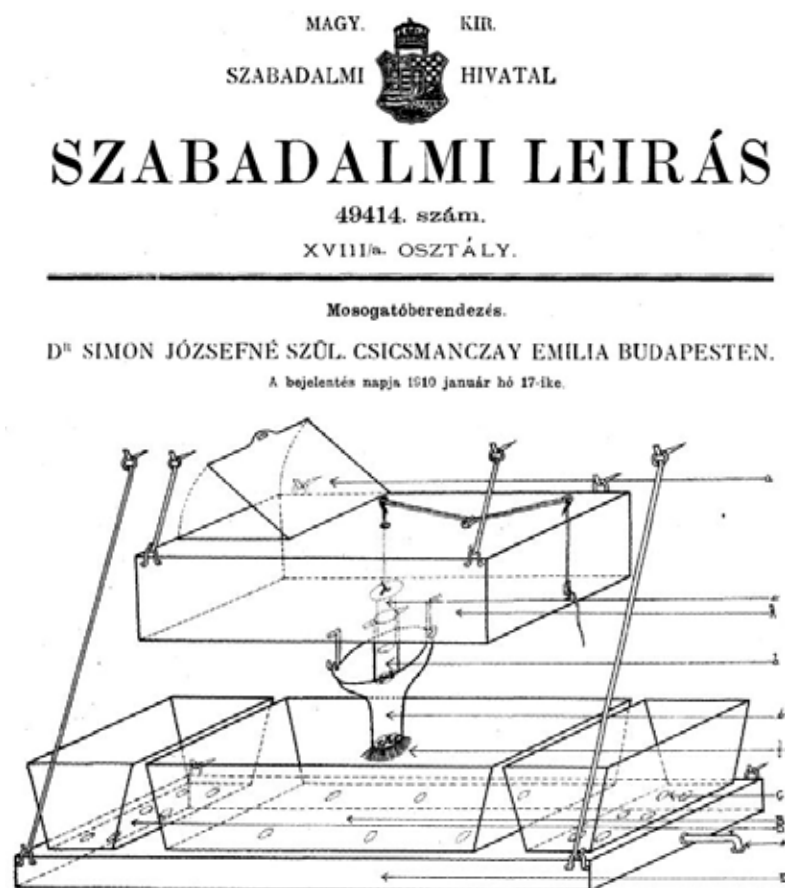 MAGY. KIR.
SZABADALMI HIVATAL
SZABADALMI LEIRÁS
49414. szám.
XVIII/a. OSZTÁLY.
Mosogatóberendezés.
DR SIMON JÓZSEFNÉ SZÜL. CSICSMANCZAY EMILIA BUDAPESTEN.
A bejelentés napja 1910 január hó 17-ike.